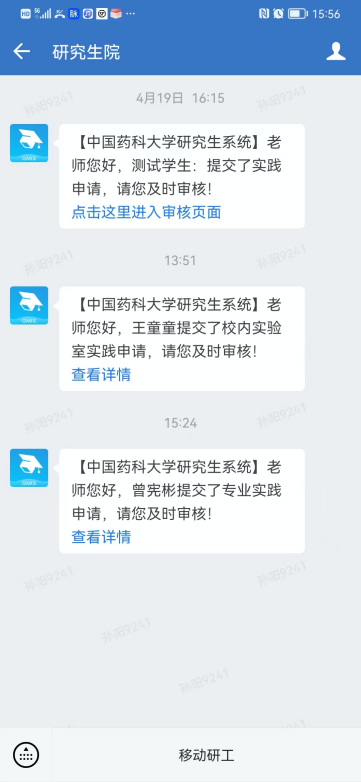 15:56
研究生院
4月19日 16:15
【中国药科大学研究生系统】老
师您好，测试学生：提交了实践
申请，请您及时审核！
点击这里进入审核页面
13:51
【中国药科大学研究生系统】老
师您好，王童童提交了校内实验
室实践申请，请您及时审核！
查看详情
15:24
【中国药科大学研究生系统】老
师您好，曾宪彬提交了专业实践
申请，请您及时审核！
查看详情
移动研工
孙阳9241